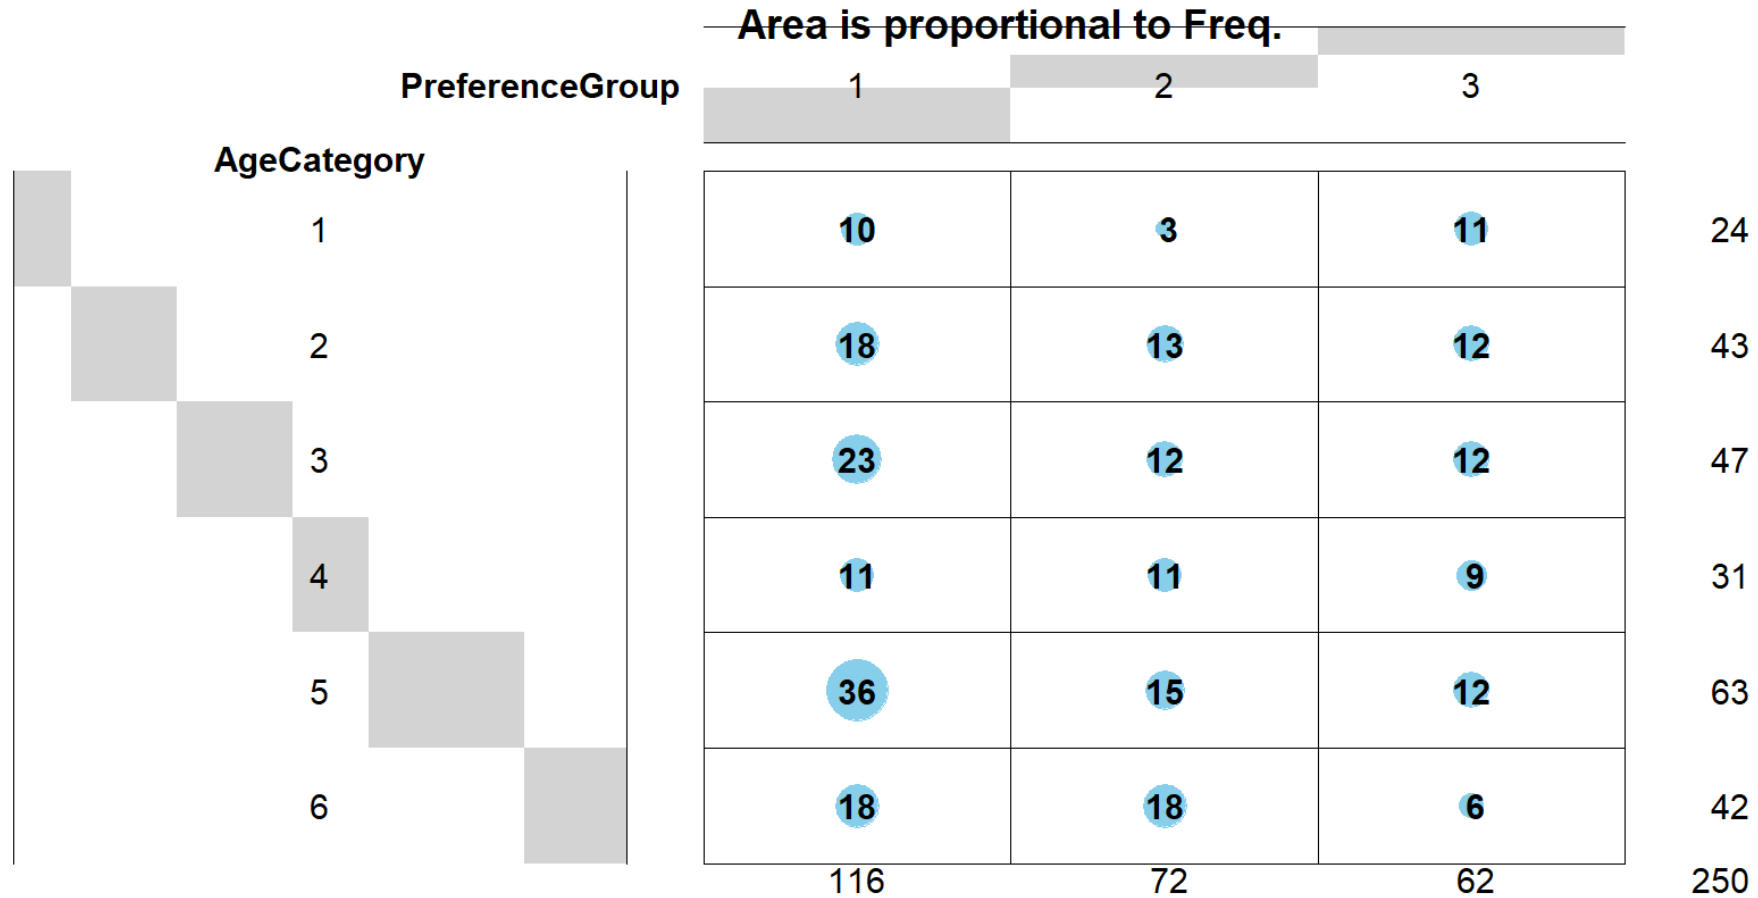 Area is proportional to Freq.
PreferenceGroup 1 2 3
AgeCategory
1 10 3 11 24
2 18 13 12 43
3 23 12 12 47
4 11 11 9 31
5 36 15 12 63
6 18 18 6 42
116 72 62 250